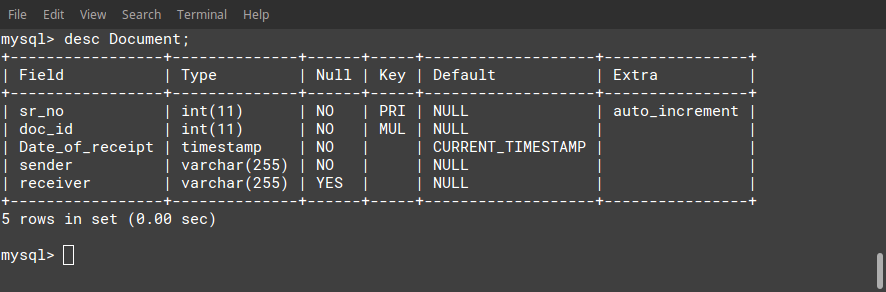 File Edit View Search Terminal Help
mysql> desc Document;
+-----------------+--------------+------+-----+-------------------+----------------+
| Field           | Type         | Null | Key | Default           | Extra          |
+-----------------+--------------+------+-----+-------------------+----------------+
| sr_no           | int(11)      | NO   | PRI | NULL              | auto_increment |
| doc_id          | int(11)      | NO   | MUL | NULL              |                |
| Date_of_receipt | timestamp    | NO   |     | CURRENT_TIMESTAMP |                |
| sender          | varchar(255) | NO   |     | NULL              |                |
| receiver        | varchar(255) | YES  |     | NULL              |                |
+-----------------+--------------+------+-----+-------------------+----------------+
5 rows in set (0.00 sec)
mysql>